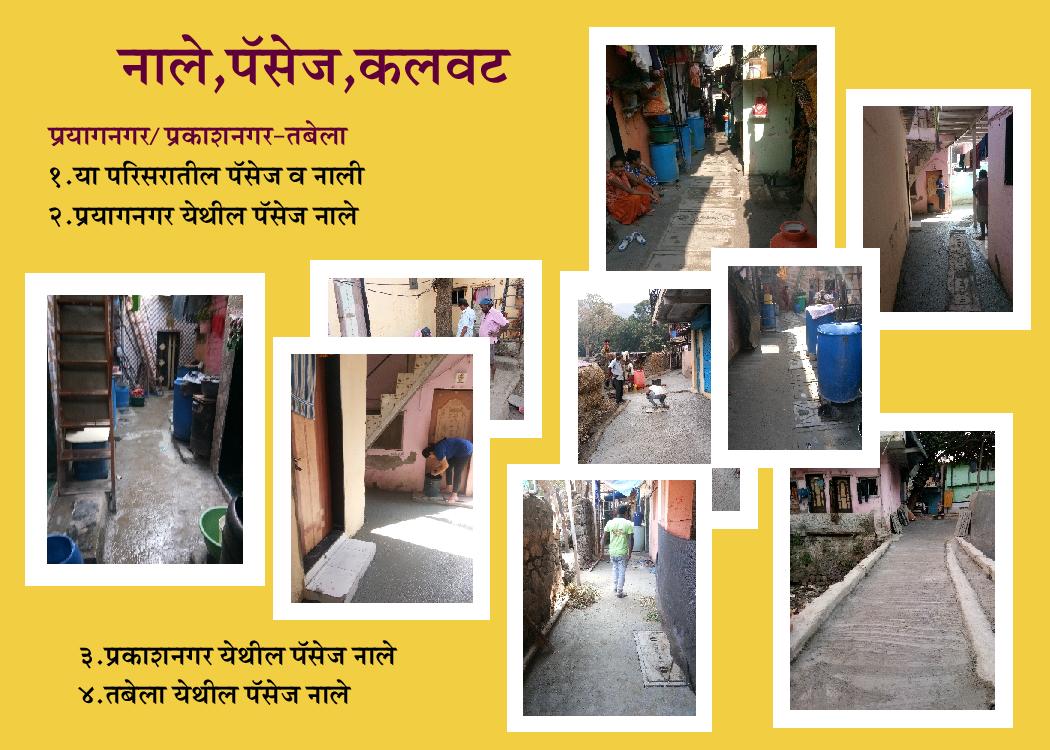 नाले,पॅसेज,कलवट
प्रयागनगर/ प्रकाशनगर-तबेला
१.या परिसरातील पॅसेज व नाली
२.प्रयागनगर येथील पॅसेज नाले
३.प्रकाशनगर येथील पॅसेज नाले
४.तबेला येथील पॅसेज नाले